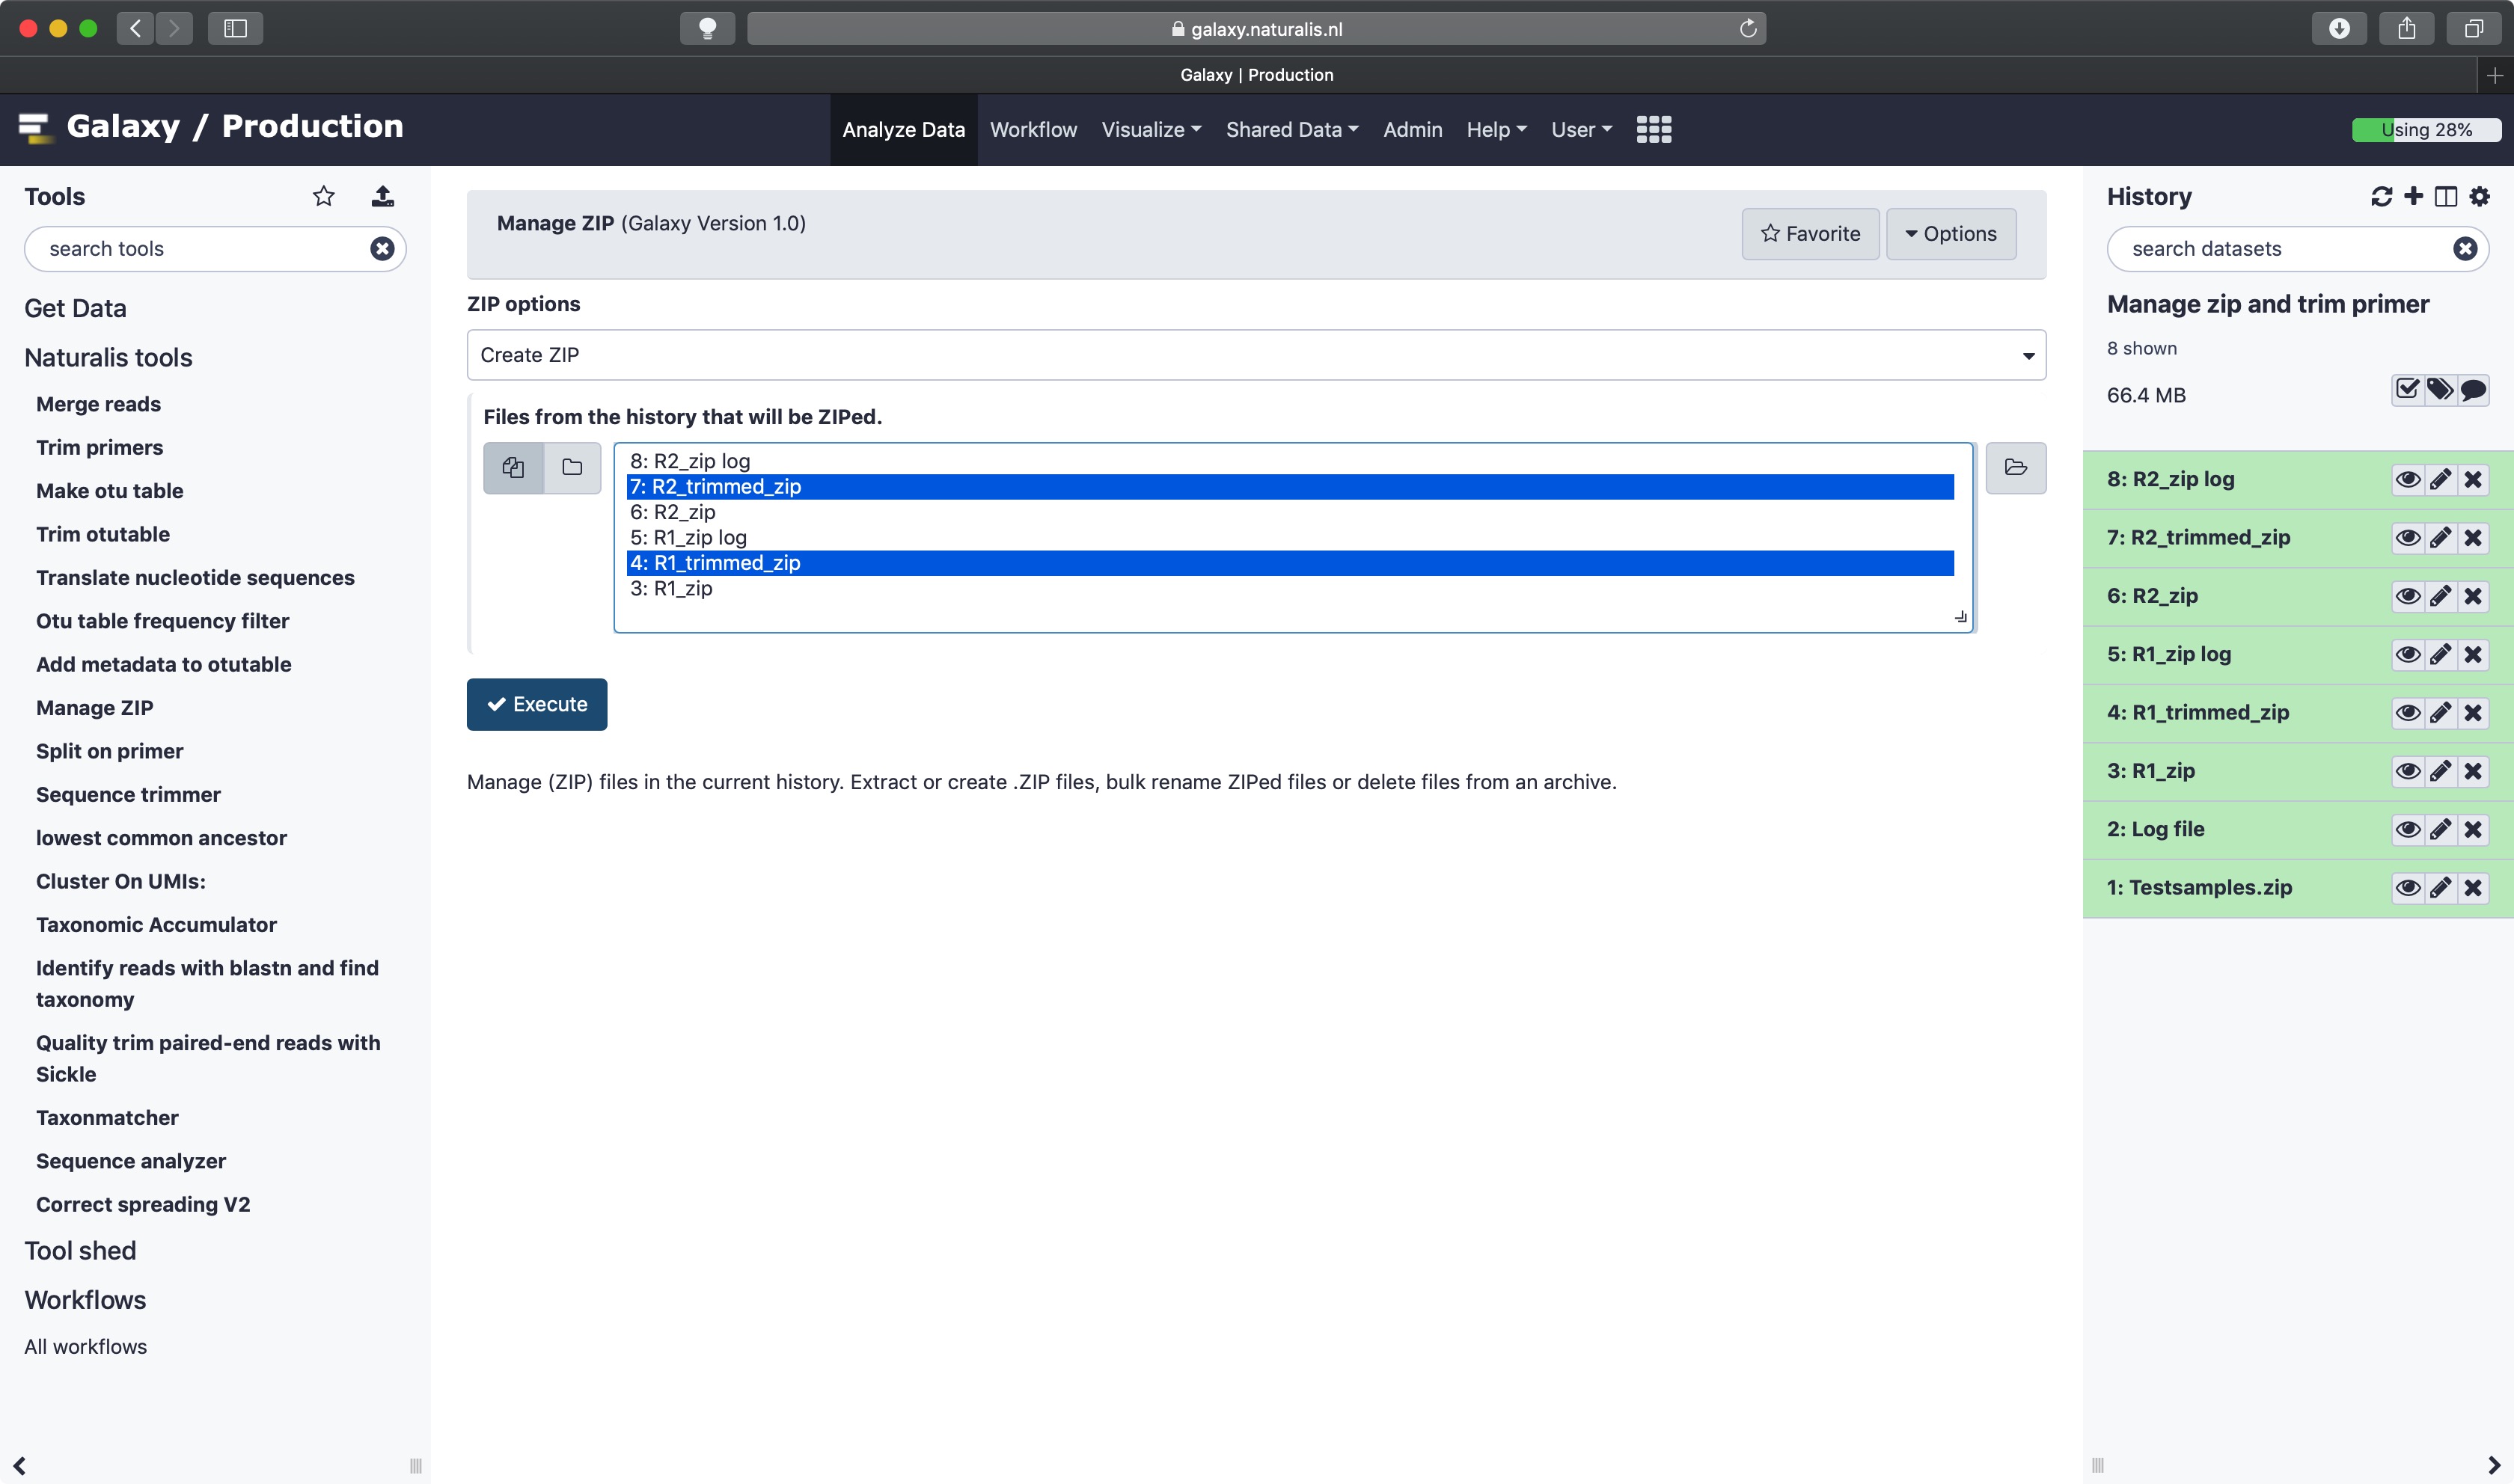 galaxy.naturalis.nl
Galaxy | Production
Galaxy / Production
Analyze Data Workflow Visualize Shared Data Admin Help User
Using 28%
Tools
search tools
Get Data
Naturalis tools
Merge reads
Trim primers
Make otu table
Trim otutable
Translate nucleotide sequences
Otu table frequency filter
Add metadata to otutable
Manage ZIP
Split on primer
Sequence trimmer
lowest common ancestor
Cluster On UMIs:
Taxonomic Accumulator
Identify reads with blastn and find
taxonomy
Quality trim paired-end reads with
Sickle
Taxonmatcher
Sequence analyzer
Correct spreading V2
Tool shed
Workflows
All workflows
Manage ZIP (Galaxy Version 1.0)
Favorite
Options
ZIP options
Create ZIP
Files from the history that will be ZIPed.
8: R2_zip log
7: R2_trimmed_zip
6: R2_zip
5: R1_zip log
4: R1_trimmed_zip
3: R1_zip
Execute
Manage (ZIP) files in the current history. Extract or create .ZIP files, bulk rename ZIPed files or delete files from an archive.
History
search datasets
Manage zip and trim primer
8 shown
66.4 MB
8: R2_zip log
7: R2_trimmed_zip
6: R2_zip
5: R1_zip log
4: R1_trimmed_zip
3: R1_zip
2: Log file
1: Testsamples.zip